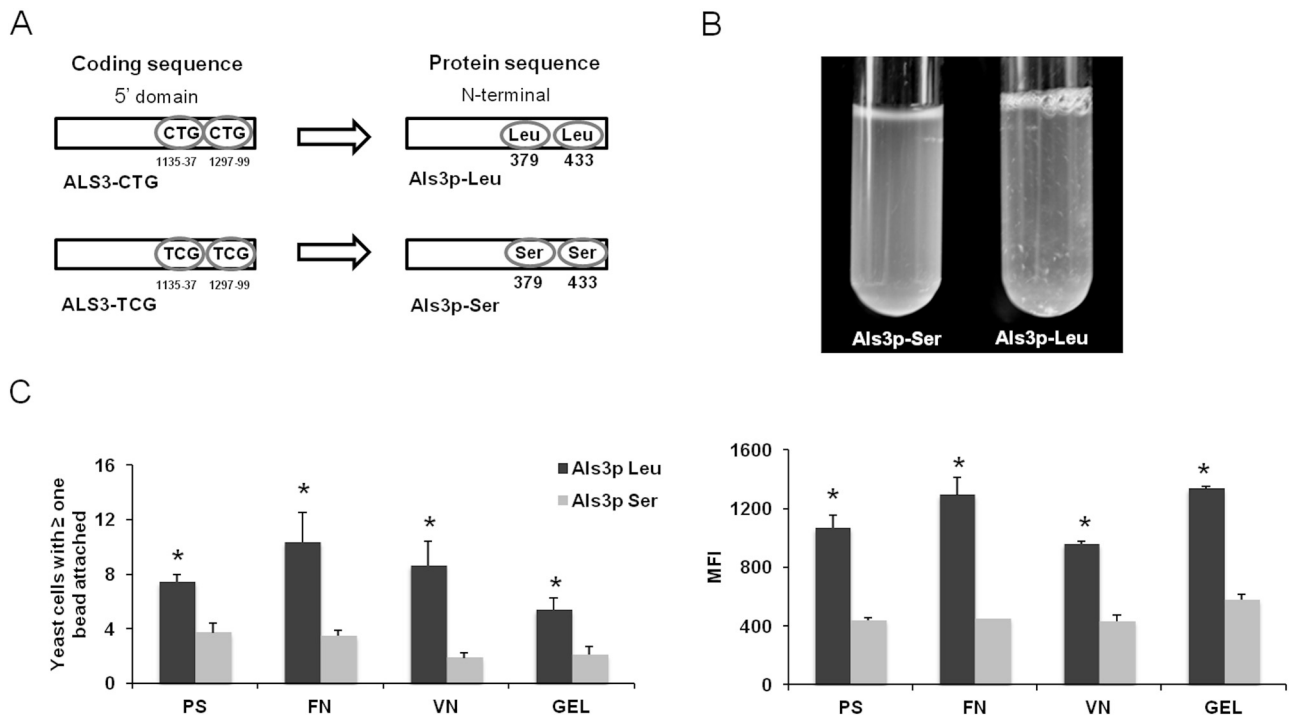 A
Coding sequence
5' domain
CTG CTG
1135-37 1297-99
ALS3-CTG
Protein sequence
N-terminal
Leu Leu
379 433
Als3p-Leu
TCG TCG
1135-37 1297-99
ALS3-TCG
Ser Ser
379 433
Als3p-Ser
B
Als3p-Ser
Als3p-Leu
C
Yeast cells with ≥ one
bead attached
16
12
8
4
0
*
*
*
*
PS FN VN GEL
Als3p Leu
Als3p Ser
MFI
1600
1200
800
400
0
*
*
*
*
PS FN VN GEL